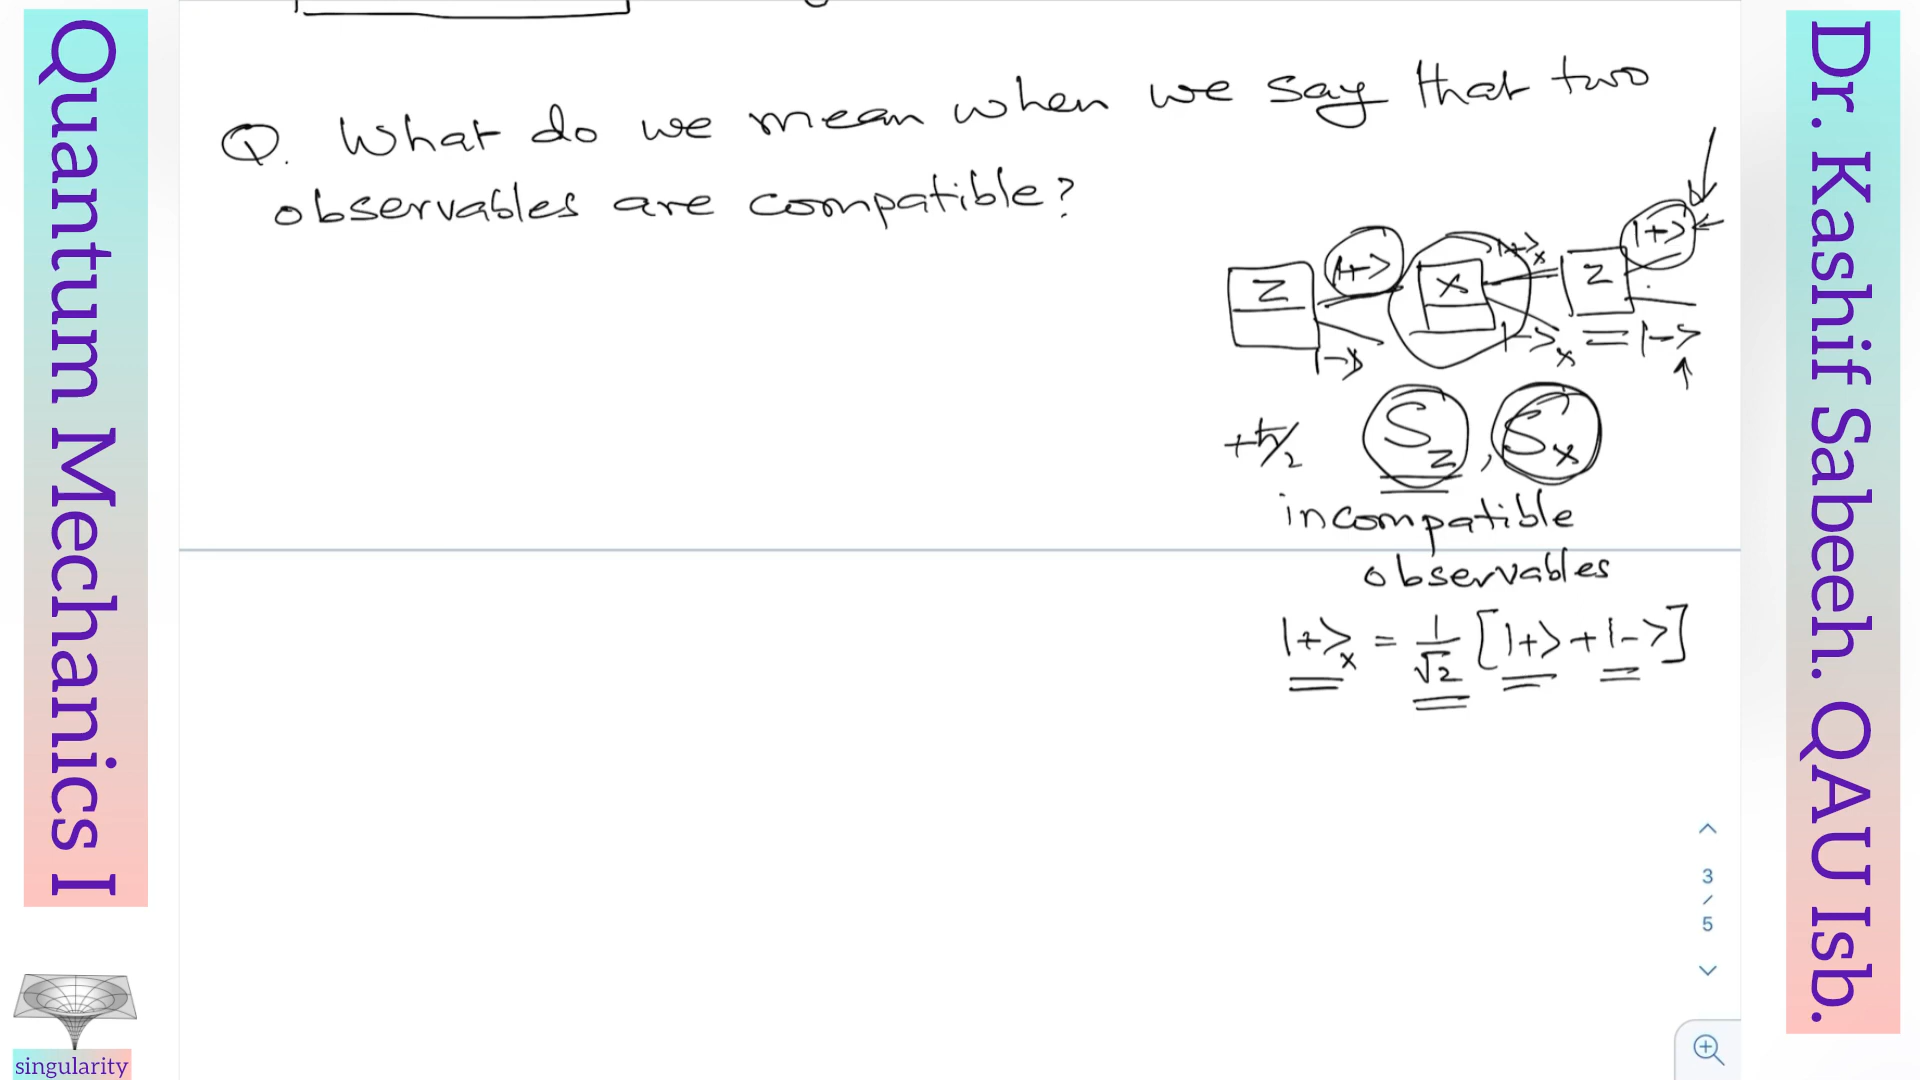 Quantum Mechanics I
Q. What do we mean when we say that two
observables are compatible?
Z |+> X |+>x Z |+>
|-> |->x |->
+ħ/2 Sz , Sx
incompatible
observables
|+>x = 1/√2 [|+> + |->]
3
/
5
singularity
Dr. Kashif Sabeeh. QAU Isb.